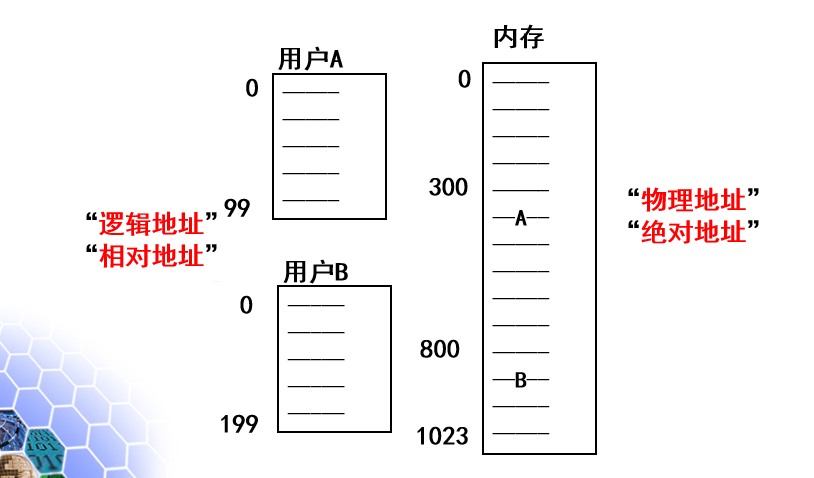 用户A
0
99
“逻辑地址”
“相对地址”
用户B
0
199
内存
0
300
A
800
B
1023
“物理地址”
“绝对地址”